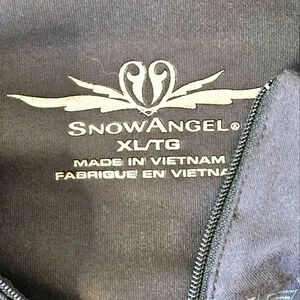 SNOWANGEL®
XL/TG
MADE IN VIETNAM
FABRIQUE EN VIETNA